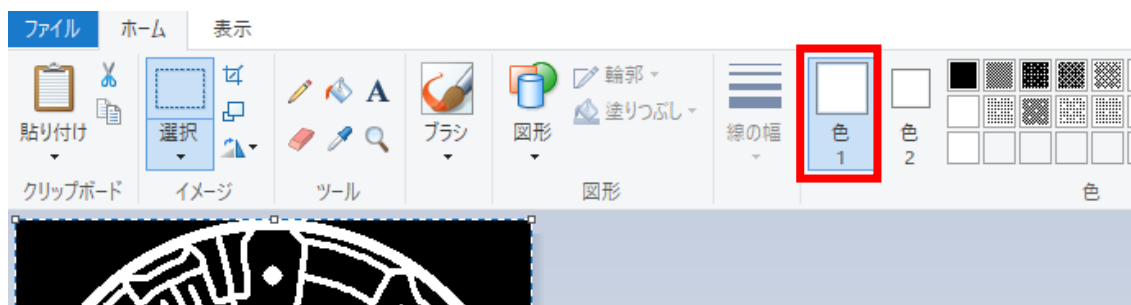 ファイル ホーム 表示
貼り付け
選択
A
ブラシ
図形
輪郭
塗りつぶし
線の幅
色
1
色
2
クリップボード イメージ ツール 図形 色